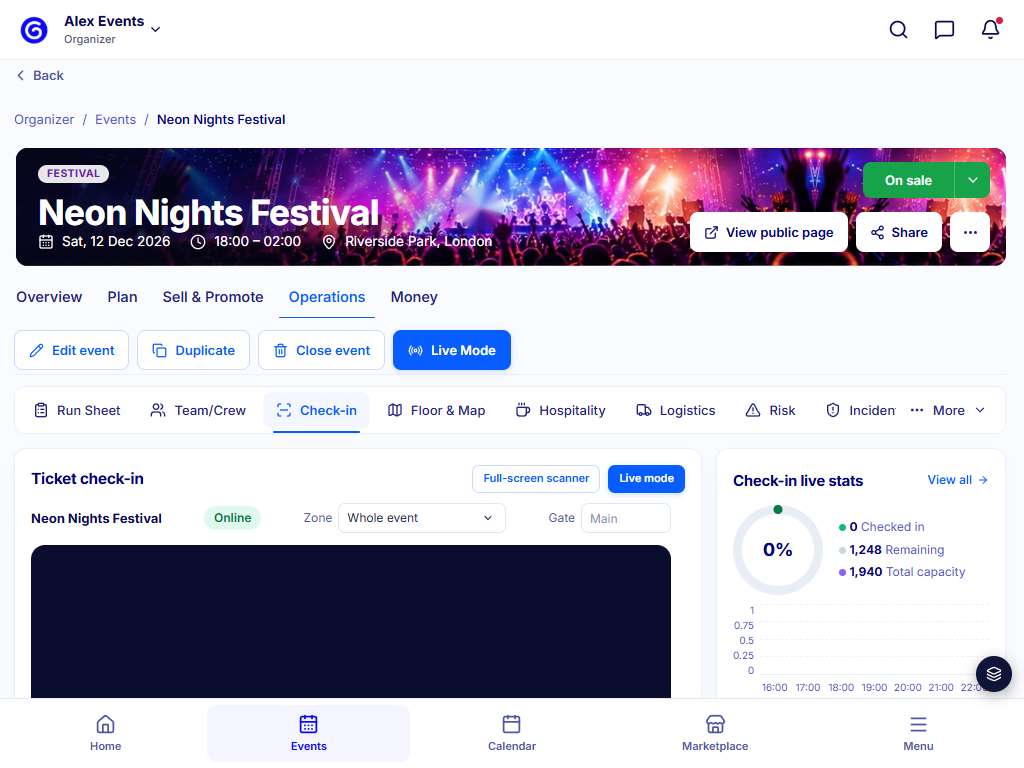 Alex Events
Organizer
Back
Organizer / Events / Neon Nights Festival
FESTIVAL
On sale
Neon Nights Festival
Sat, 12 Dec 2026 18:00 – 02:00 Riverside Park, London
View public page Share
Overview Plan Sell & Promote Operations Money
Edit event Duplicate Close event Live Mode
Run Sheet Team/Crew Check-in Floor & Map Hospitality Logistics Risk Inciden More
Ticket check-in Full-screen scanner Live mode
Neon Nights Festival Online Zone Whole event Gate Main
Check-in live stats View all
0%
0 Checked in
1,248 Remaining
1,940 Total capacity
1
0.75
0.5
0.25
0
16:00 17:00 18:00 19:00 20:00 21:00 22:0
Home Events Calendar Marketplace Menu